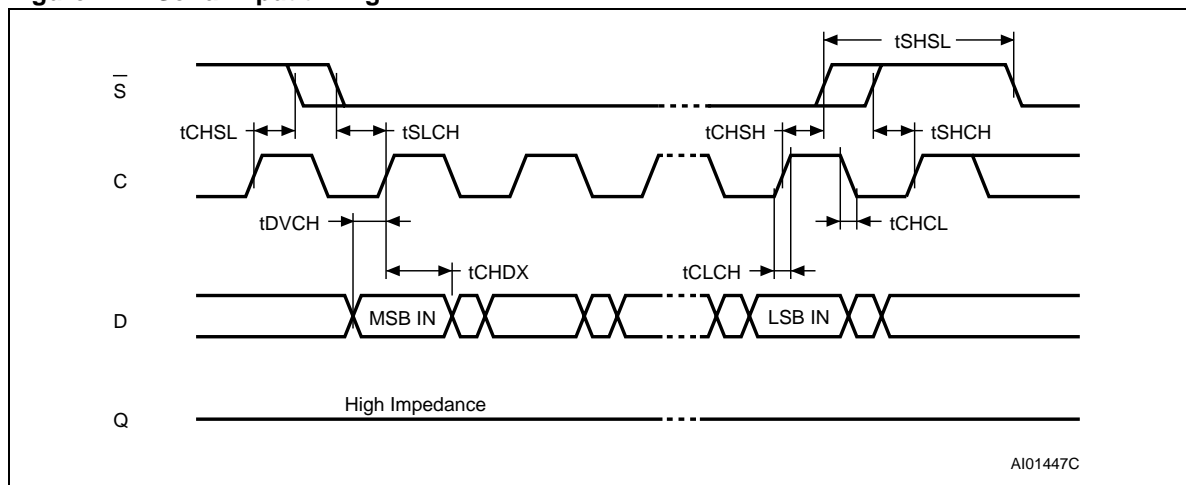 tSHSL
S
tCHSL
tSLCH
tCHSH
tSHCH
C
tDVCH
tCHCL
tCHDX
tCLCH
D
MSB IN
LSB IN
High Impedance
Q
AI01447C